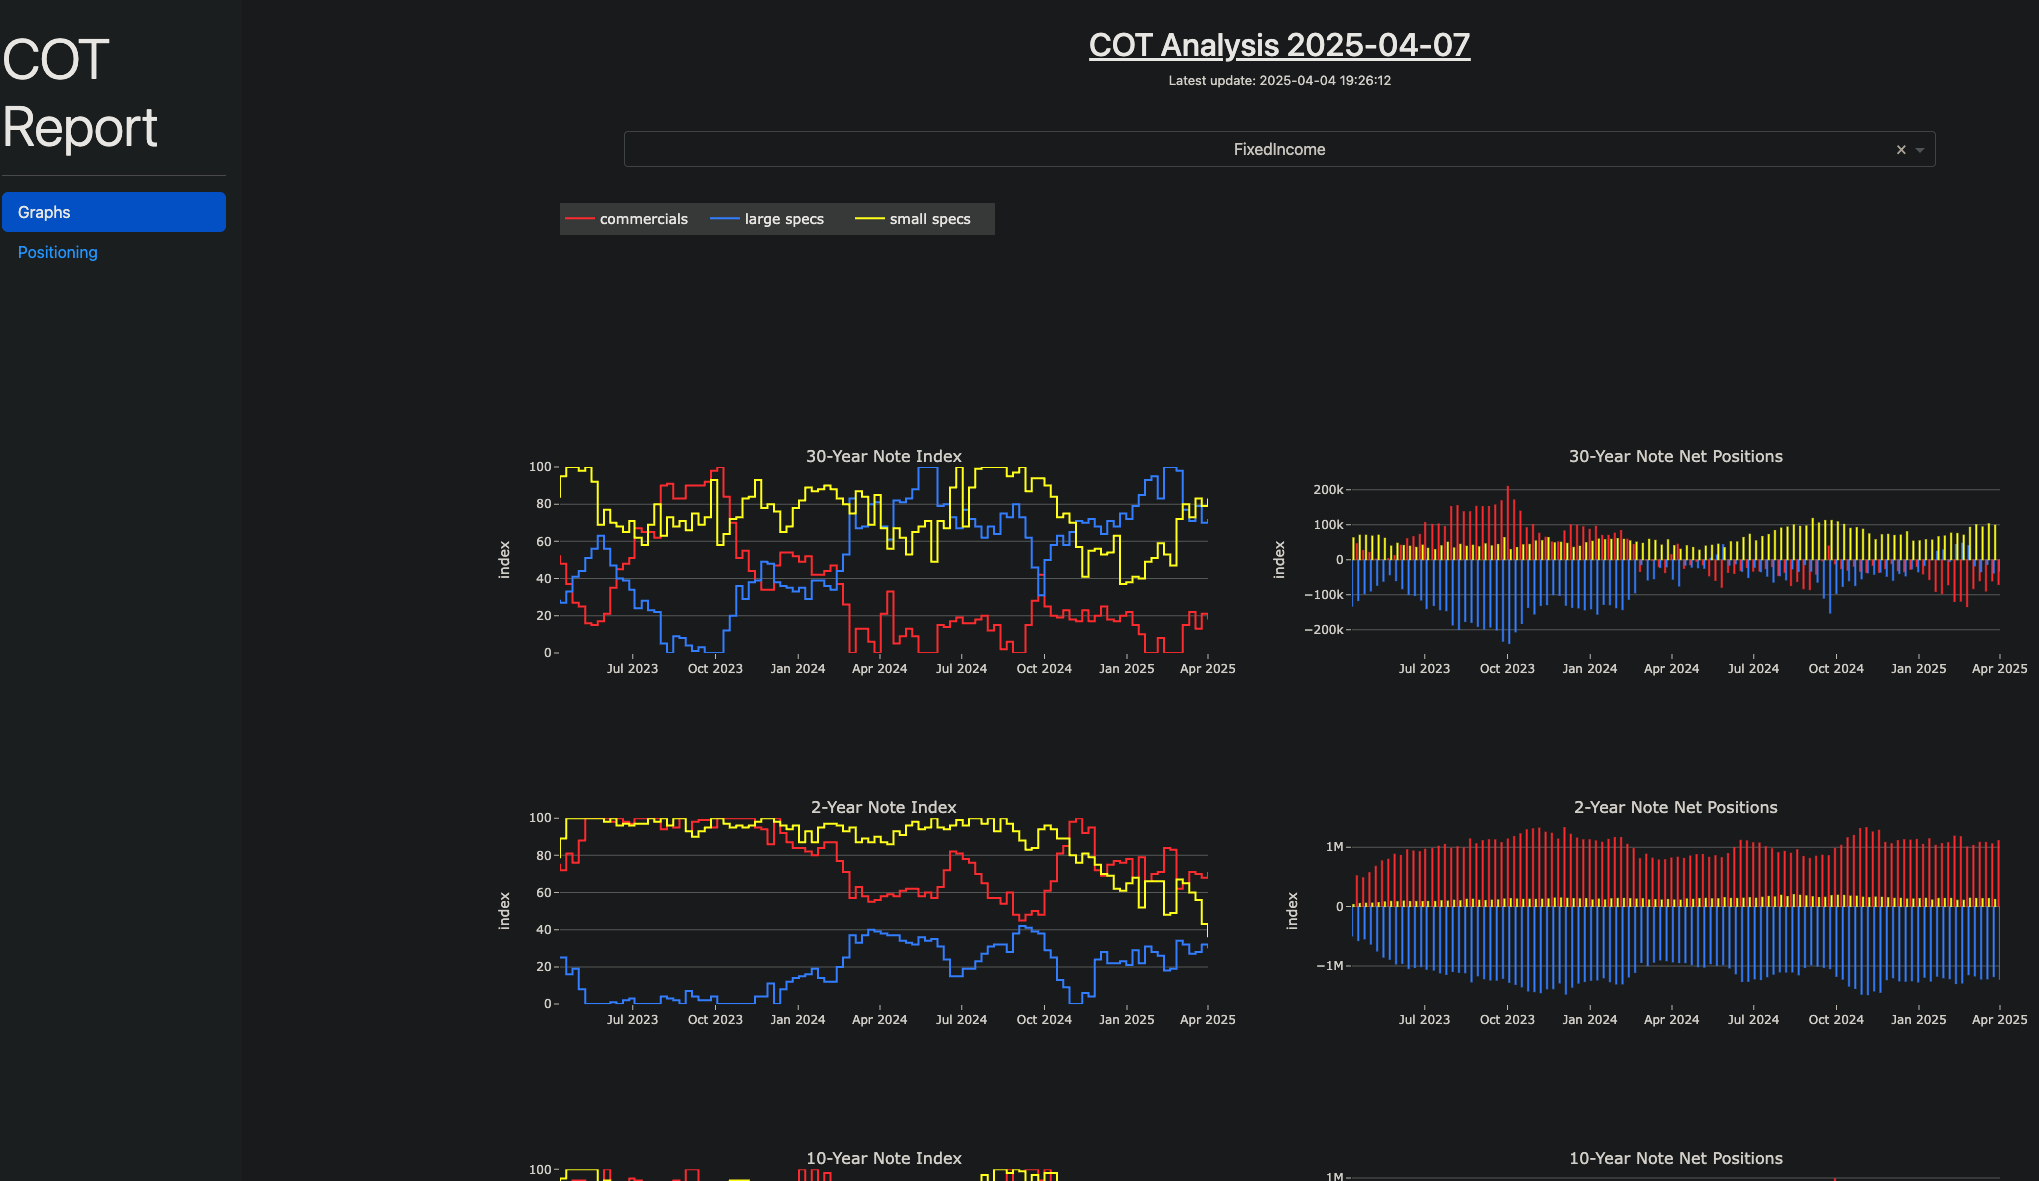 COT
Report
Graphs
Positioning
COT Analysis 2025-04-07
Latest update: 2025-04-04 19:26:12
FixedIncome
×
commercials large specs small specs
30-Year Note Index
index
100
80
60
40
20
0
Jul 2023 Oct 2023 Jan 2024 Apr 2024 Jul 2024 Oct 2024 Jan 2025 Apr 2025
30-Year Note Net Positions
index
200k
100k
0
−100k
−200k
Jul 2023 Oct 2023 Jan 2024 Apr 2024 Jul 2024 Oct 2024 Jan 2025 Apr 2025
2-Year Note Index
index
100
80
60
40
20
0
Jul 2023 Oct 2023 Jan 2024 Apr 2024 Jul 2024 Oct 2024 Jan 2025 Apr 2025
2-Year Note Net Positions
index
1M
0
−1M
Jul 2023 Oct 2023 Jan 2024 Apr 2024 Jul 2024 Oct 2024 Jan 2025 Apr 2025
10-Year Note Index
100
10-Year Note Net Positions
1M